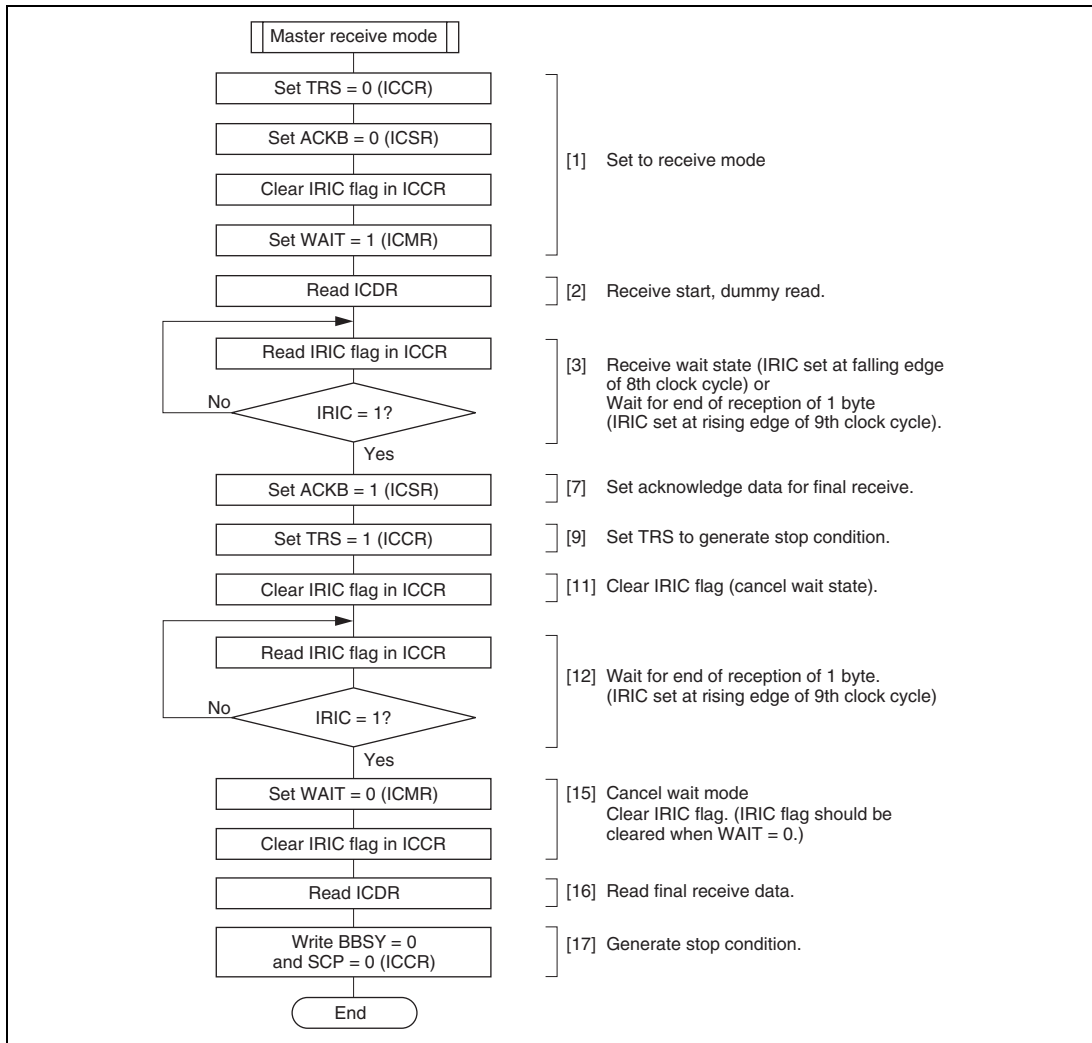 Master receive mode
Set TRS = 0 (ICCR)
Set ACKB = 0 (ICSR)
[1] Set to receive mode
Clear IRIC flag in ICCR
Set WAIT = 1 (ICMR)
Read ICDR
[2] Receive start, dummy read.
Read IRIC flag in ICCR
[3] Receive wait state (IRIC set at falling edge
of 8th clock cycle) or
Wait for end of reception of 1 byte
(IRIC set at rising edge of 9th clock cycle).
No
IRIC = 1?
Yes
Set ACKB = 1 (ICSR)
[7] Set acknowledge data for final receive.
Set TRS = 1 (ICCR)
[9] Set TRS to generate stop condition.
Clear IRIC flag in ICCR
[11] Clear IRIC flag (cancel wait state).
Read IRIC flag in ICCR
[12] Wait for end of reception of 1 byte.
(IRIC set at rising edge of 9th clock cycle)
No
IRIC = 1?
Yes
Set WAIT = 0 (ICMR)
[15] Cancel wait mode
Clear IRIC flag. (IRIC flag should be
cleared when WAIT = 0.)
Clear IRIC flag in ICCR
Read ICDR
[16] Read final receive data.
Write BBSY = 0
and SCP = 0 (ICCR)
[17] Generate stop condition.
End